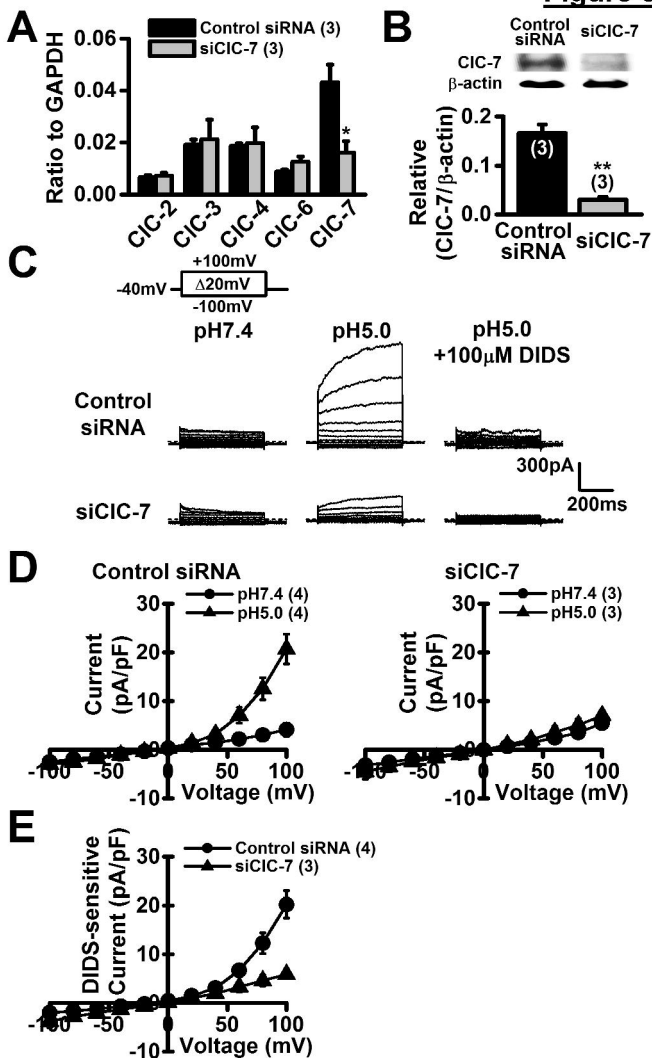 A
Control siRNA (3)
siClC-7 (3)
Ratio to GAPDH
0.06
0.04
0.02
0.00
ClC-2
ClC-3
ClC-4
ClC-6
ClC-7
*
B
Control siRNA
siClC-7
ClC-7
β-actin
Relative
(ClC-7/β-actin)
0.2
0.1
0.0
(3)
**
(3)
Control siRNA
siClC-7
C
+100mV
-40mV
Δ20mV
-100mV
pH7.4
pH5.0
pH5.0
+100μM DIDS
Control
siRNA
siClC-7
300pA
200ms
D
Control siRNA
pH7.4 (4)
pH5.0 (4)
Current
(pA/pF)
30
20
10
-10
-100
-50
0
50
100
Voltage (mV)
siClC-7
pH7.4 (3)
pH5.0 (3)
Current
(pA/pF)
30
20
10
-10
-100
-50
0
50
100
Voltage (mV)
E
Control siRNA (4)
siClC-7 (3)
DIDS-sensitive
Current (pA/pF)
30
20
10
-10
-100
-50
0
50
100
Voltage (mV)